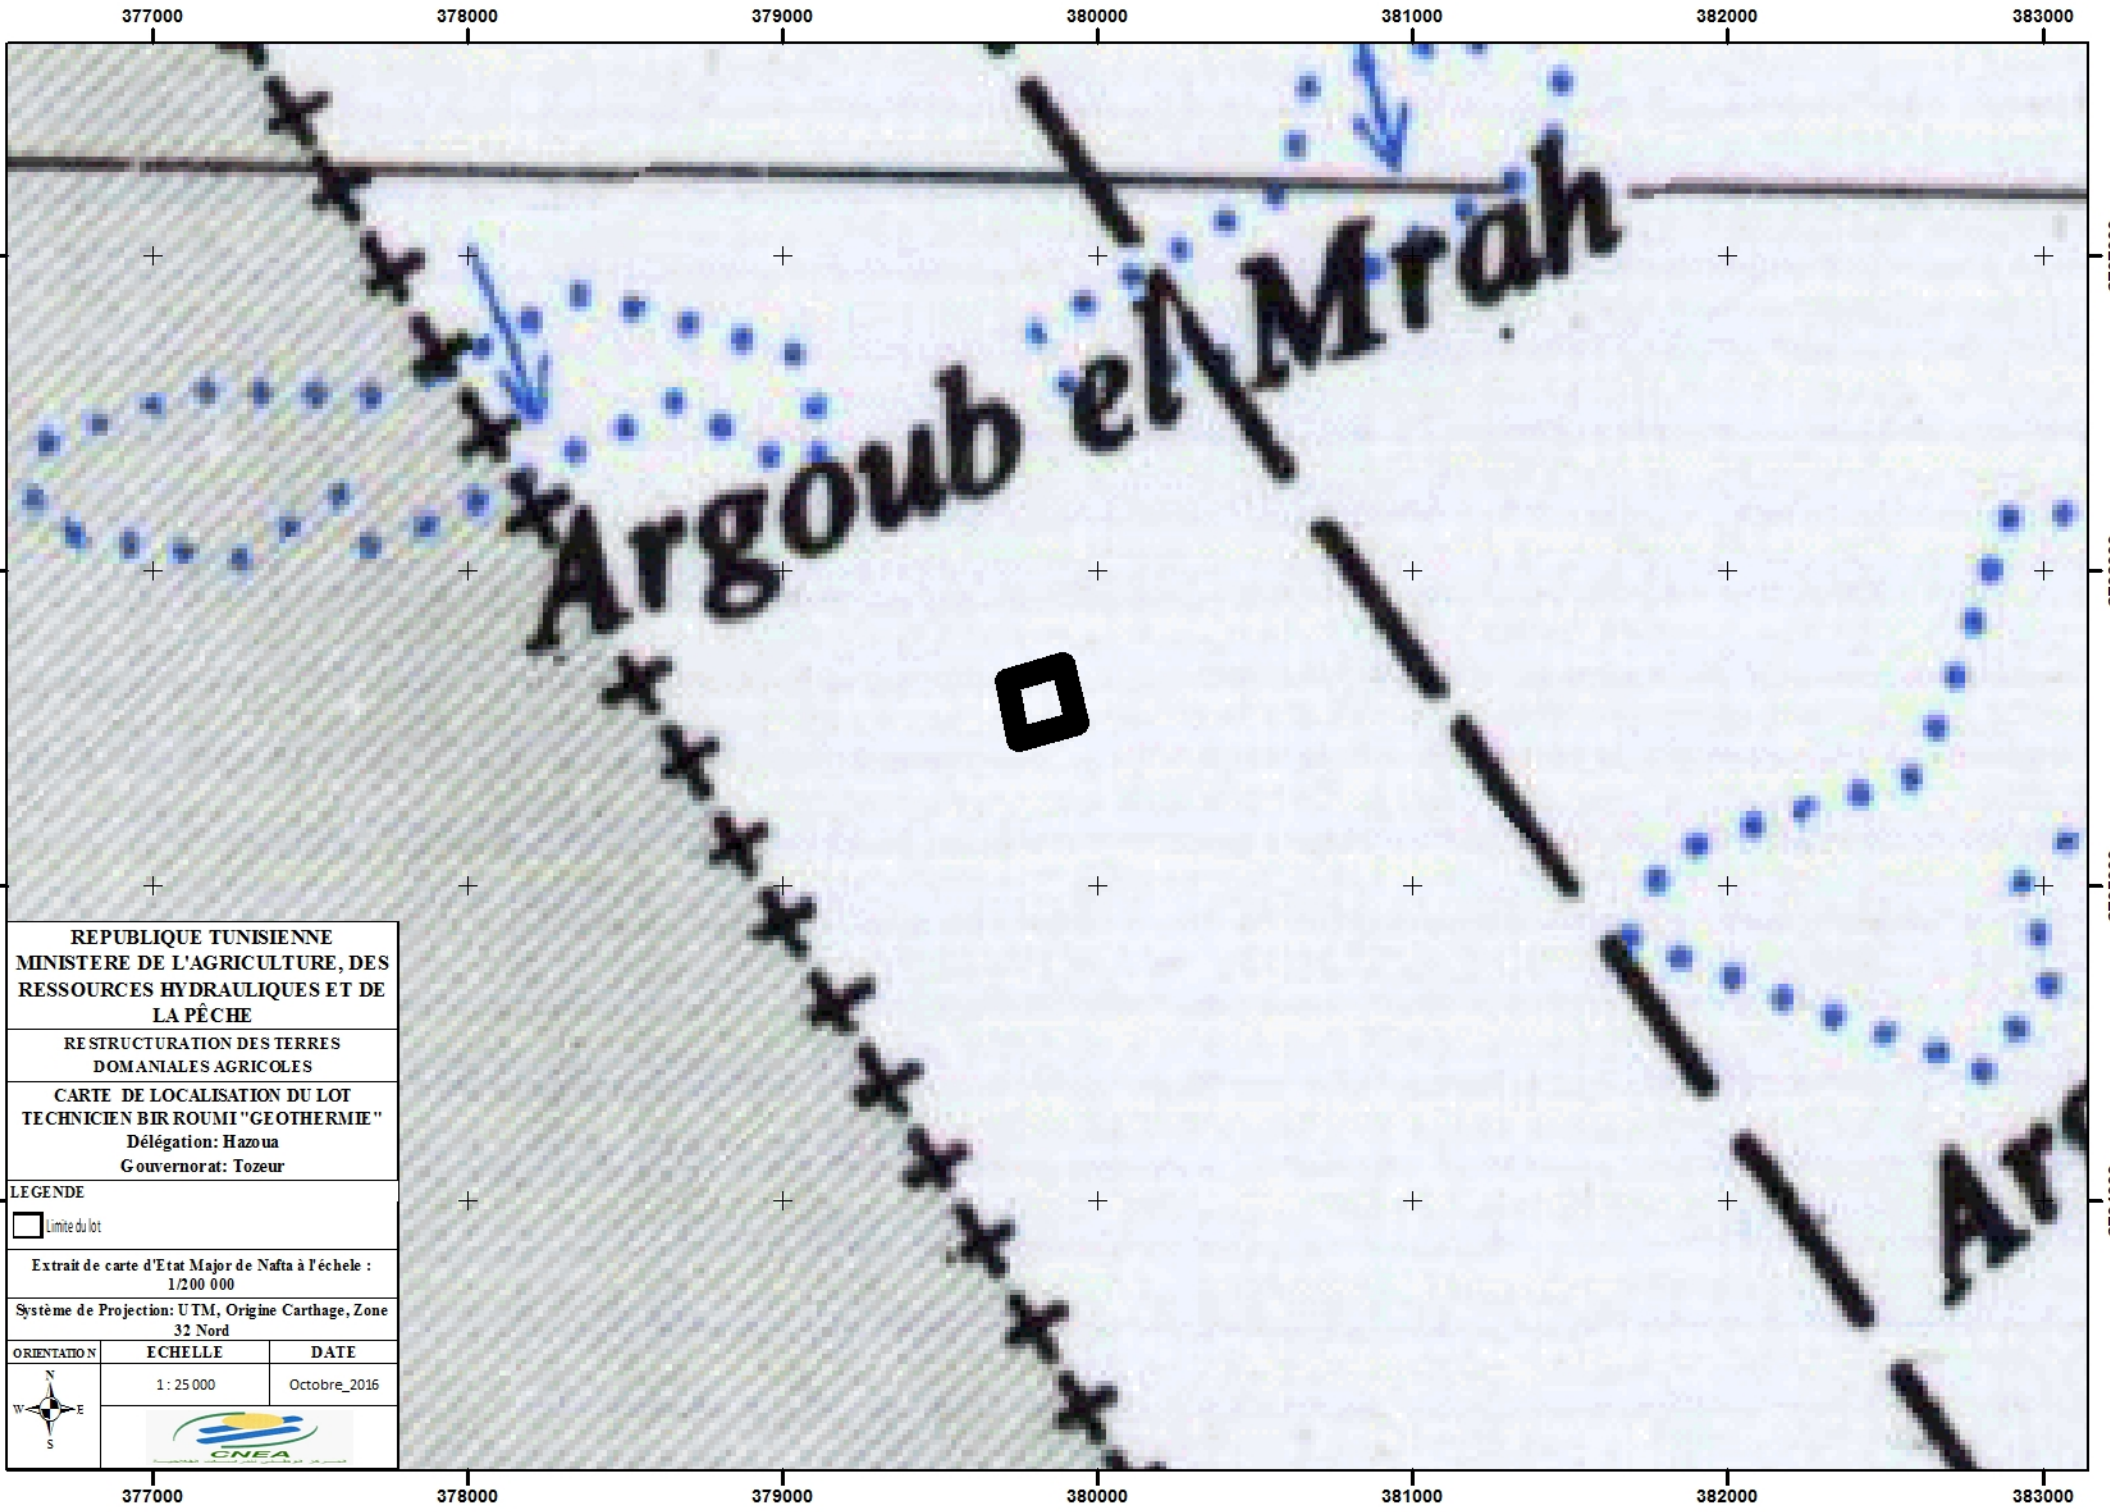 377000 378000 379000 380000 381000 382000 383000
Argoub el Mrah
Ar
REPUBLIQUE TUNISIENNE
MINISTERE DE L'AGRICULTURE, DES
RESSOURCES HYDRAULIQUES ET DE
LA PÊCHE
RESTRUCTURATION DES TERRES
DOMANIALES AGRICOLES
CARTE DE LOCALISATION DU LOT
TECHNICIEN BIR ROUMI "GEOTHERMIE"
Délégation: Hazoua
Gouvernorat: Tozeur
LEGENDE
Limite du lot
Extrait de carte d'Etat Major de Nafta à l'échele :
1/200 000
Système de Projection: UTM, Origine Carthage, Zone
32 Nord
ORIENTATION ECHELLE DATE
N
W E
S
1 : 25 000 Octobre_2016
CNEA
377000 378000 379000 380000 381000 382000 383000